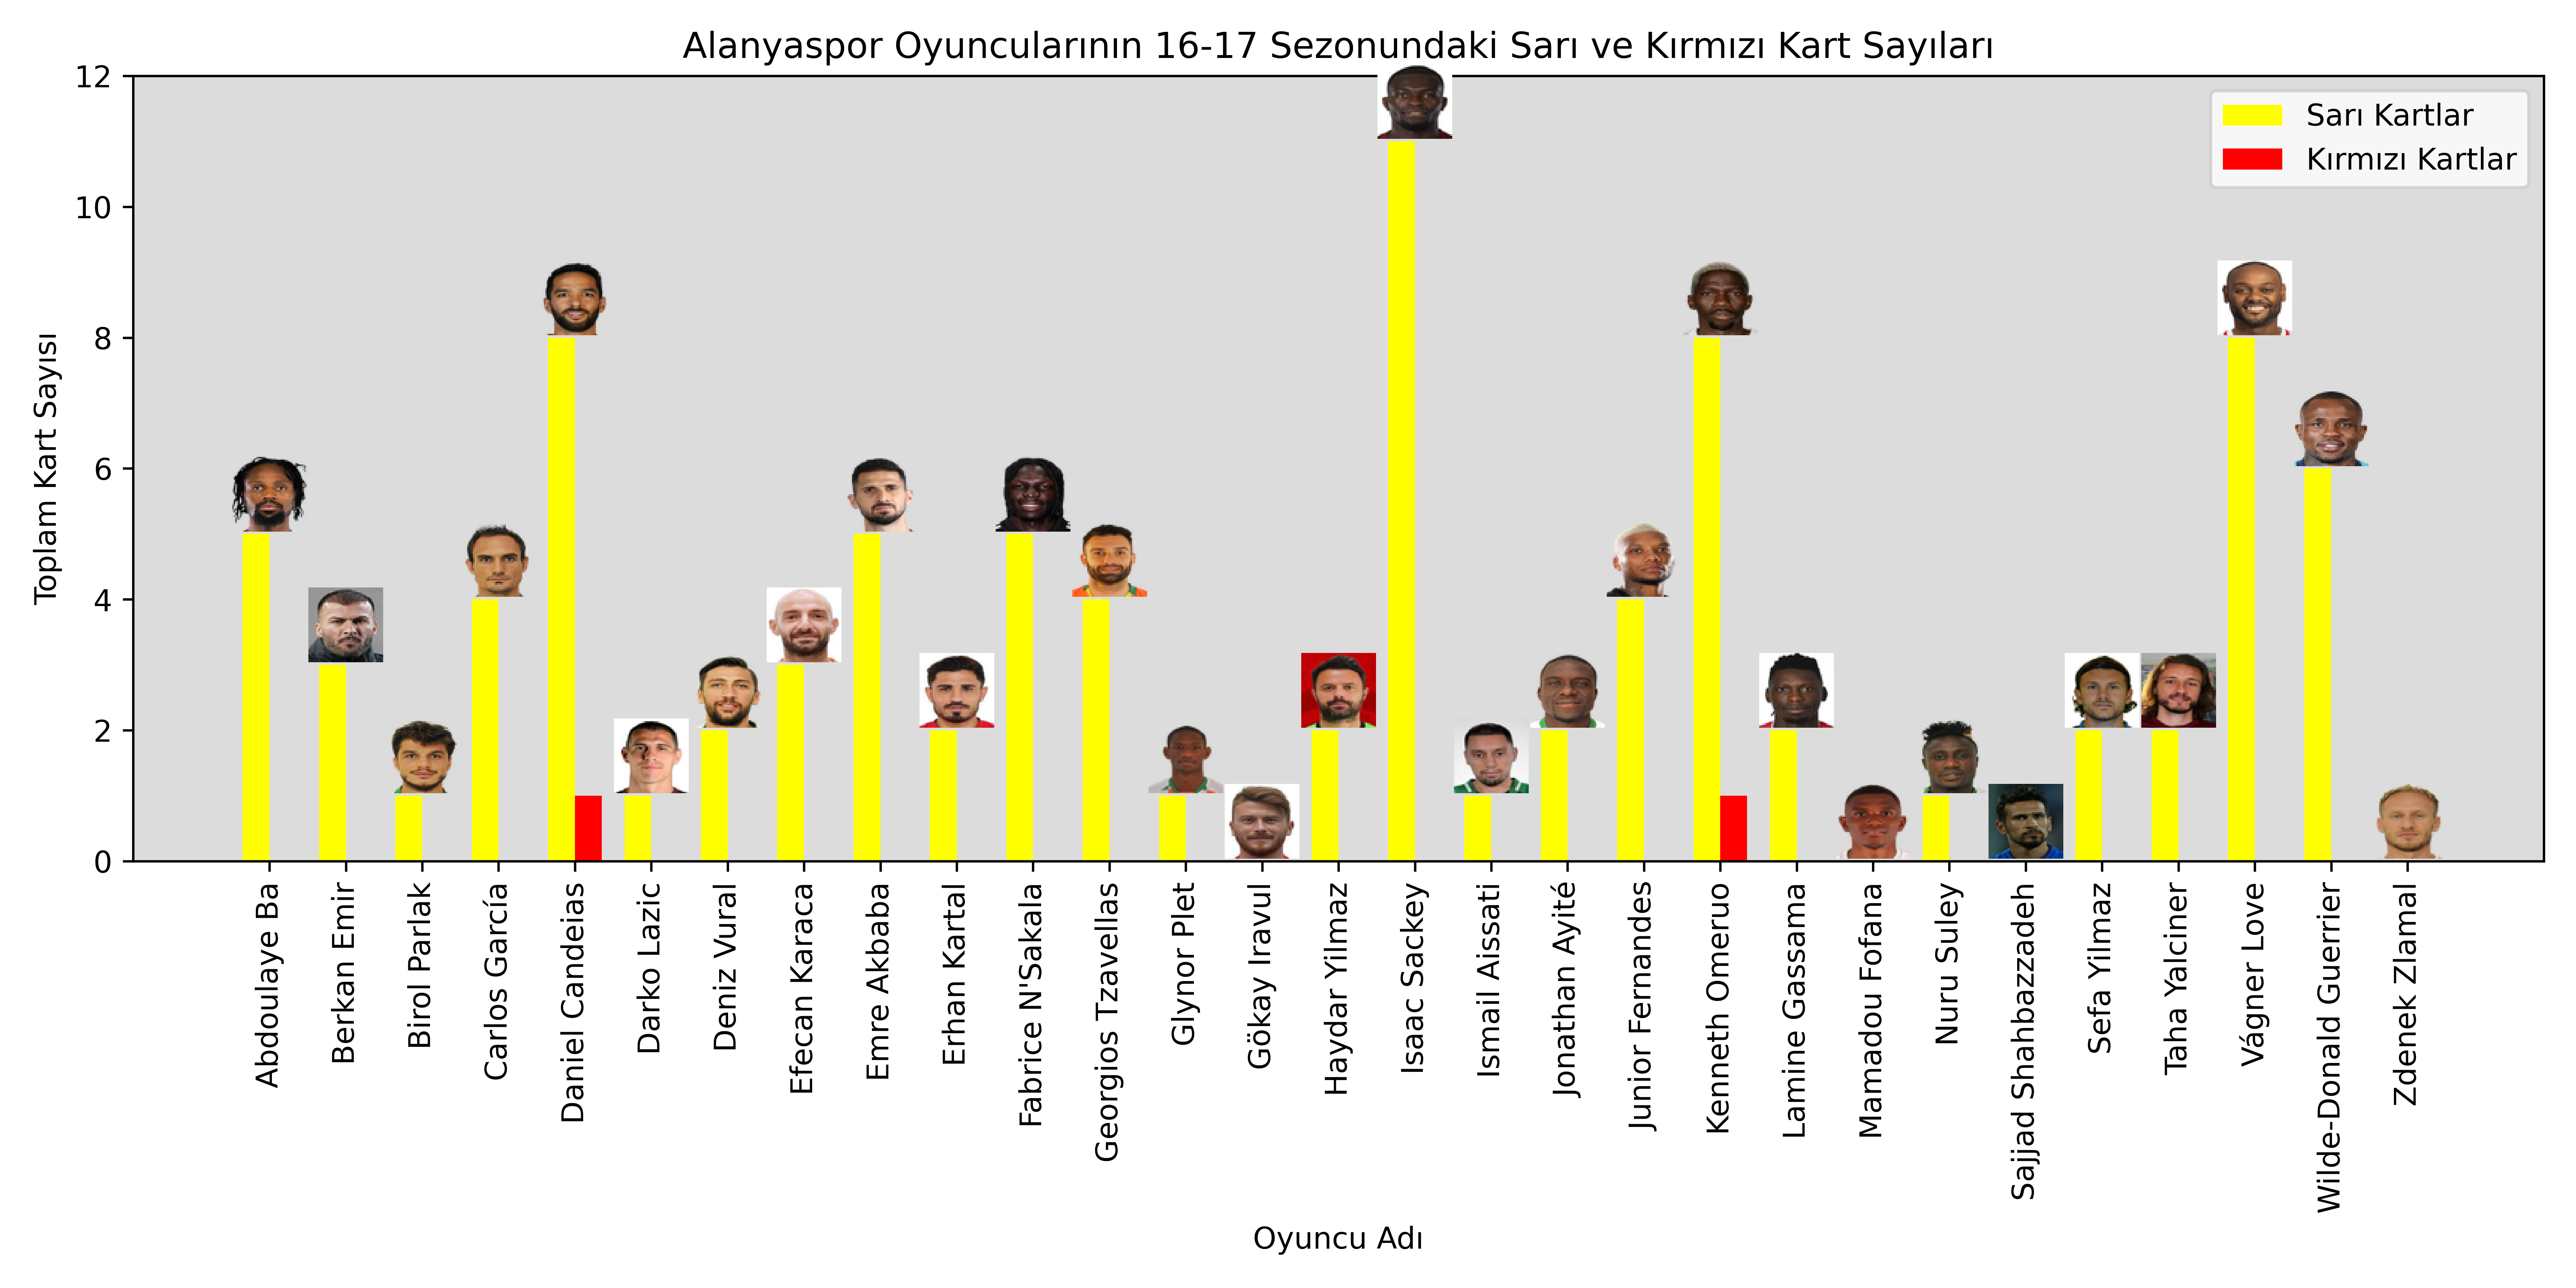 Alanyaspor Oyuncularının 16-17 Sezonundaki Sarı ve Kırmızı Kart Sayıları
Sarı Kartlar
Kırmızı Kartlar
Toplam Kart Sayısı
12
10
8
6
4
2
0
Abdoulaye Ba
Berkan Emir
Birol Parlak
Carlos García
Daniel Candeias
Darko Lazic
Deniz Vural
Efecan Karaca
Emre Akbaba
Erhan Kartal
Fabrice N'Sakala
Georgios Tzavellas
Glynor Plet
Gökay Iravul
Haydar Yilmaz
Isaac Sackey
Ismail Aissati
Jonathan Ayité
Junior Fernandes
Kenneth Omeruo
Lamine Gassama
Mamadou Fofana
Nuru Suley
Sajjad Shahbazzadeh
Sefa Yilmaz
Taha Yalciner
Vágner Love
Wilde-Donald Guerrier
Zdenek Zlamal
Oyuncu Adı